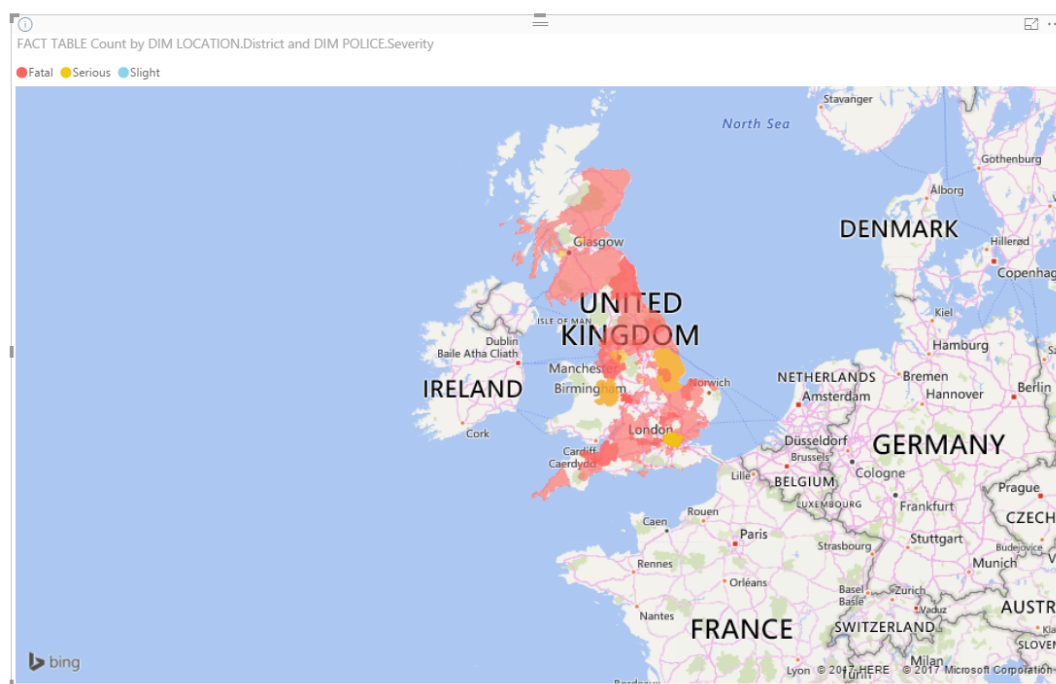 FACT TABLE Count by DIM LOCATION.District and DIM POLICE.Severity
Fatal Serious Slight
Stavanger
North Sea
Gothenburg
Ålborg
DENMARK
Glasgow
Hillerød
Copenhag
UNITED
KINGDOM
ISLE OF MAN
Kiel
Hamburg
Dublin
Baile Atha Cliath
Manchester
NETHERLANDS
Bremen
Berlin
IRELAND
Birmingham
Norwich
Amsterdam
Hannover
Cork
London
Cardiff
Caerdydd
Düsseldorf
GERMANY
Brussels
Cologne
Lille
BELGIUM
Prague
LUXEMBOURG
Frankfurt
CZECH
Caen
Rouen
Paris
Strasbourg
Stuttgart
Budejovice
Rennes
Munich
Orléans
Basel
Basle
Zurich
Vaduz
AUSTR
Nantes
FRANCE
SWITZERLAND
SLOVEN
bing
Lyon
Milan
Turin
© 2017 HERE © 2017 Microsoft Corporation